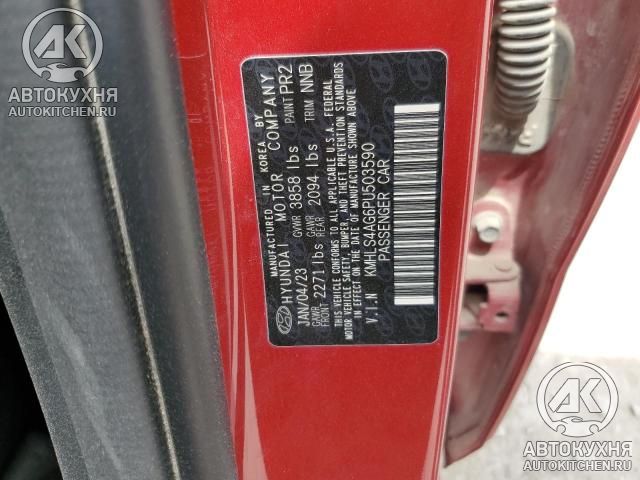 АВТОКУХНЯ
AUTOKITCHEN.RU
MANUFACTURED IN KOREA BY
HYUNDAI MOTOR COMPANY
JAN/04/23 GVWR 3858 lbs PAINT PR2
GAWR FRONT 2271 lbs GAWR REAR 2094 lbs TRIM NNB
THIS VEHICLE CONFORMS TO ALL APPLICABLE U.S.A. FEDERAL
MOTOR VEHICLE SAFETY, BUMPER, AND THEFT PREVENTION STANDARDS
IN EFFECT ON THE DATE OF MANUFACTURE SHOWN ABOVE
V.I.N KMHLS4AG6PU503590
PASSENGER CAR
АВТОКУХНЯ
AUTOKITCHEN.RU